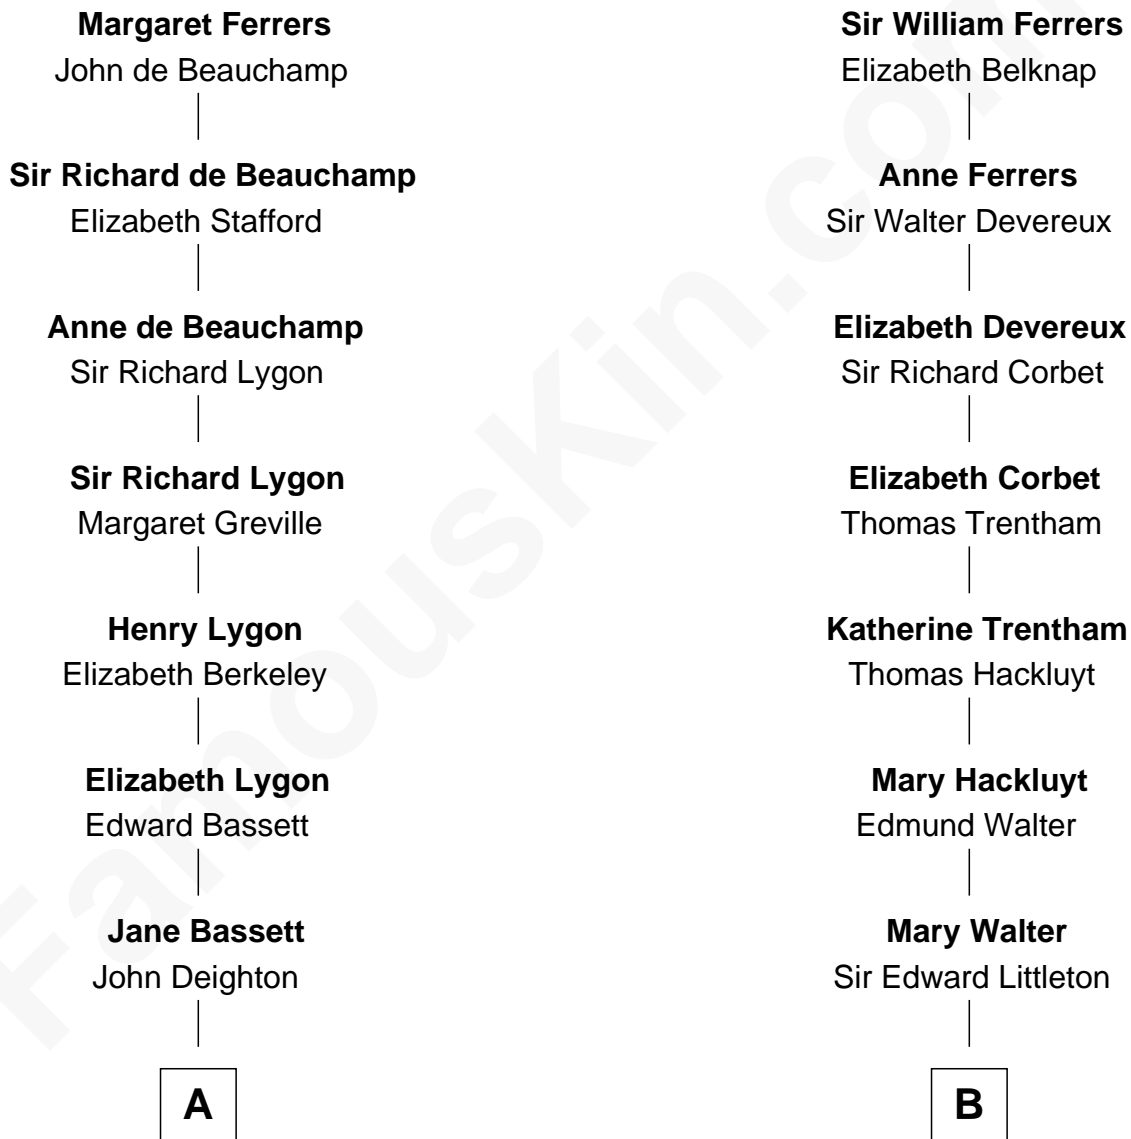 Margaret Ferrers
John de Beauchamp
Sir Richard de Beauchamp
Elizabeth Stafford
Anne de Beauchamp
Sir Richard Lygon
Sir Richard Lygon
Margaret Greville
Henry Lygon
Elizabeth Berkeley
Elizabeth Lygon
Edward Bassett
Jane Bassett
John Deighton
A
Sir William Ferrers
Elizabeth Belknap
Anne Ferrers
Sir Walter Devereux
Elizabeth Devereux
Sir Richard Corbet
Elizabeth Corbet
Thomas Trentham
Katherine Trentham
Thomas Hackluyt
Mary Hackluyt
Edmund Walter
Mary Walter
Sir Edward Littleton
B
FamousKin.com